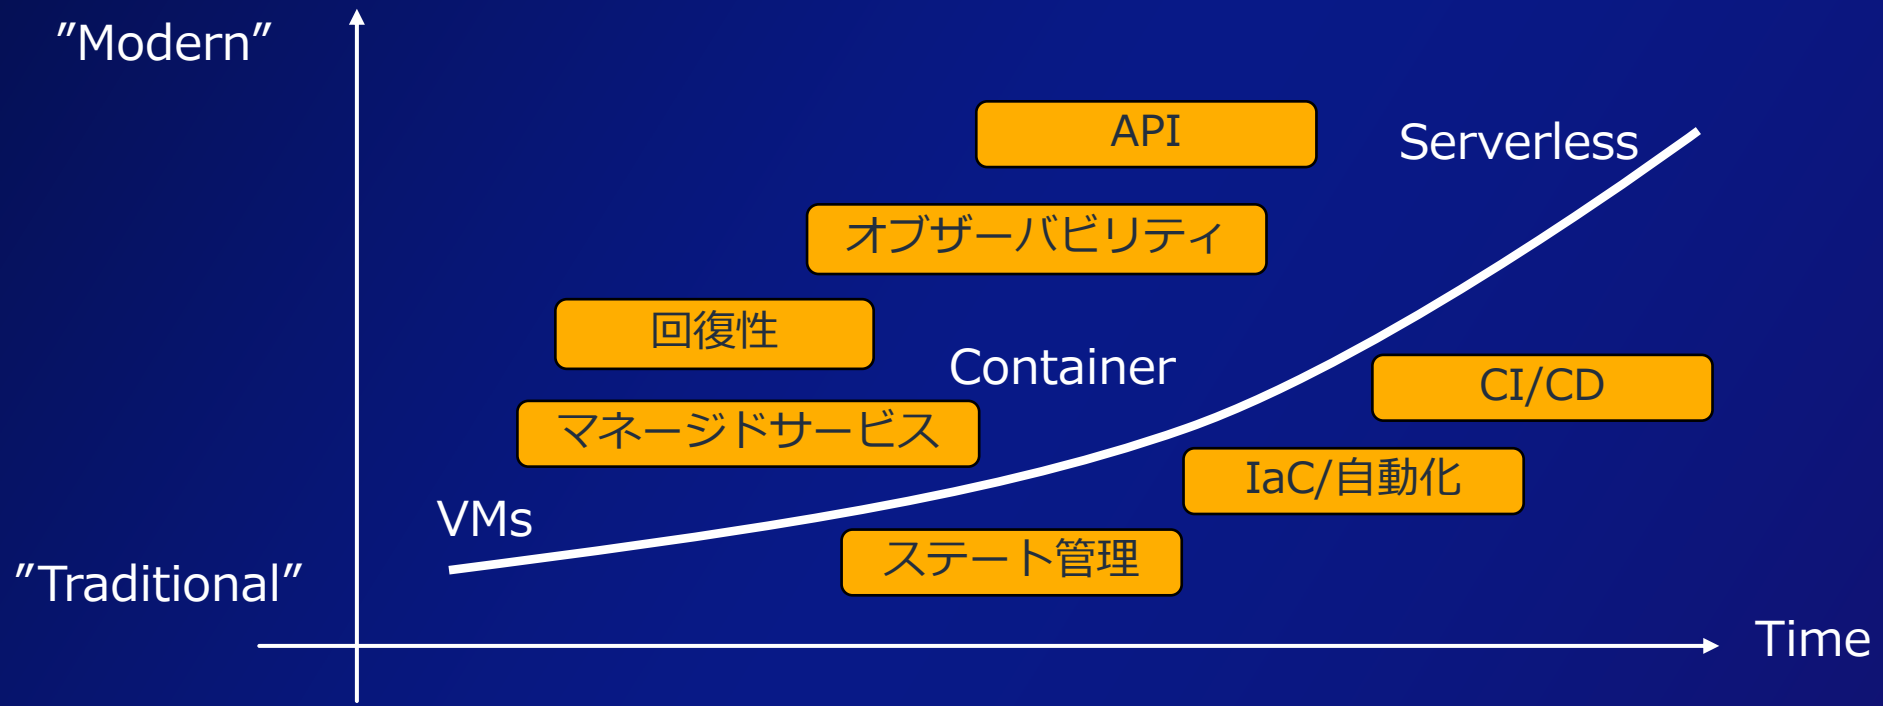 ”Modern”
API
Serverless
オブザーバビリティ
回復性
Container
CI/CD
マネージドサービス
IaC/自動化
VMs
ステート管理
”Traditional”
Time